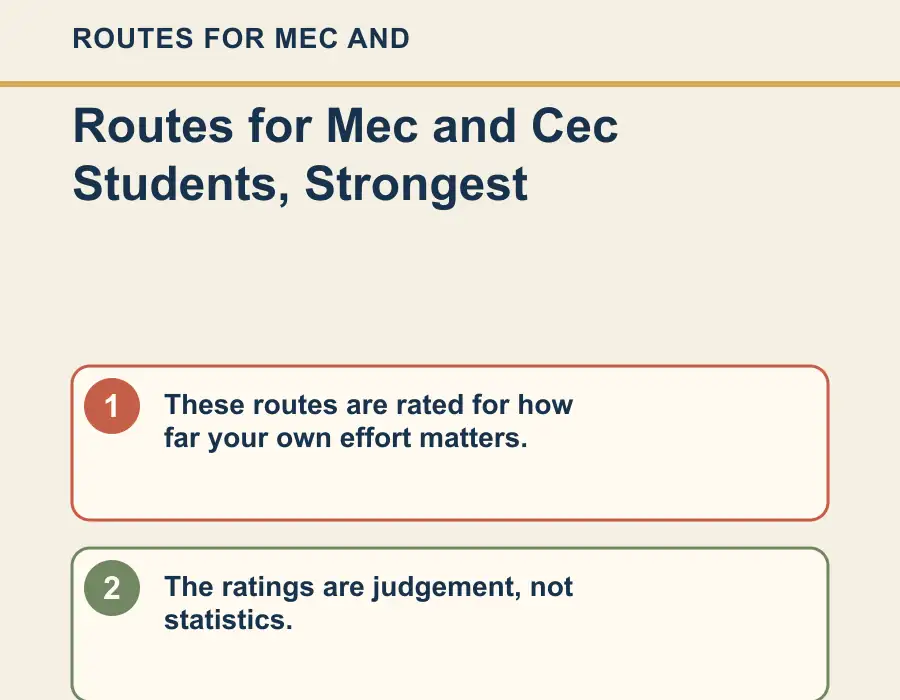 ROUTES FOR MEC AND
Routes for Mec and Cec
Students, Strongest
1
These routes are rated for how
far your own effort matters.
2
The ratings are judgement, not
statistics.